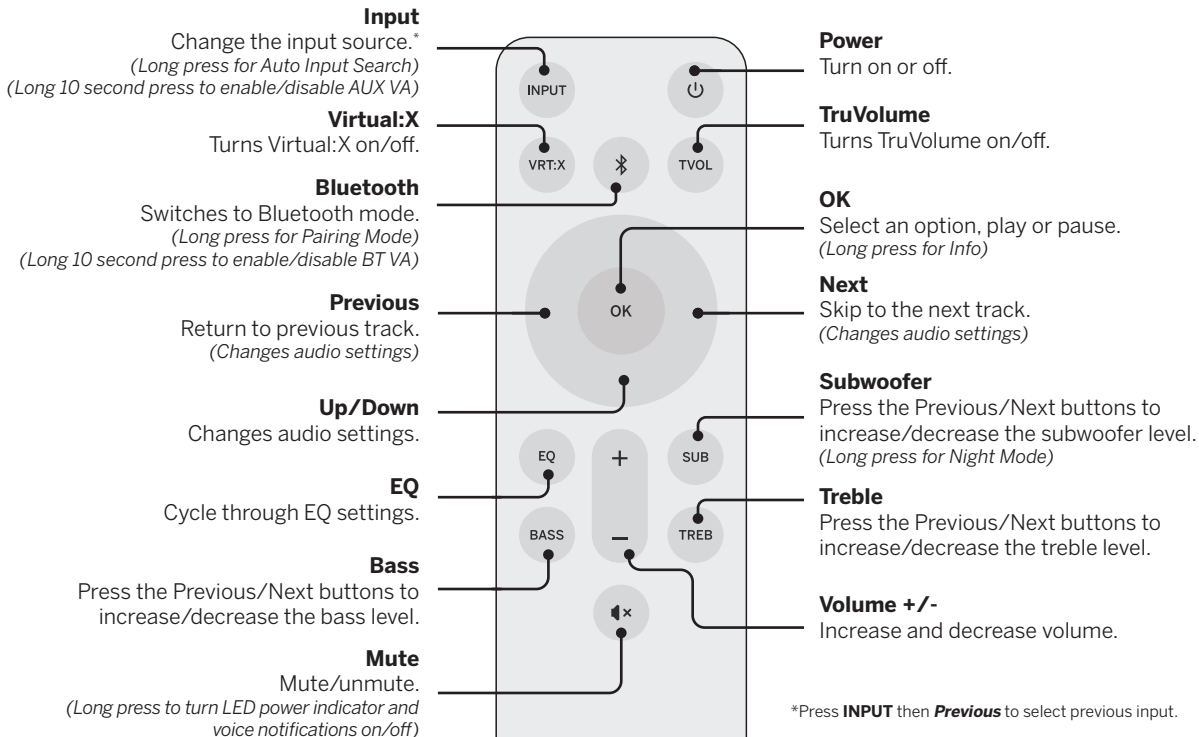 Input
Change the input source.*
(Long press for Auto Input Search)
(Long 10 second press to enable/disable AUX VA)
Virtual:X
Turns Virtual:X on/off.
Bluetooth
Switches to Bluetooth mode.
(Long press for Pairing Mode)
(Long 10 second press to enable/disable BT VA)
Previous
Return to previous track.
(Changes audio settings)
Up/Down
Changes audio settings.
EQ
Cycle through EQ settings.
Bass
Press the Previous/Next buttons to
increase/decrease the bass level.
Mute
Mute/unmute.
(Long press to turn LED power indicator and
voice notifications on/off)
INPUT
VRT:X
TVOL
OK
EQ
+
SUB
BASS
–
TREB
Power
Turn on or off.
TruVolume
Turns TruVolume on/off.
OK
Select an option, play or pause.
(Long press for Info)
Next
Skip to the next track.
(Changes audio settings)
Subwoofer
Press the Previous/Next buttons to
increase/decrease the subwoofer level.
(Long press for Night Mode)
Treble
Press the Previous/Next buttons to
increase/decrease the treble level.
Volume +/-
Increase and decrease volume.
*Press INPUT then Previous to select previous input.